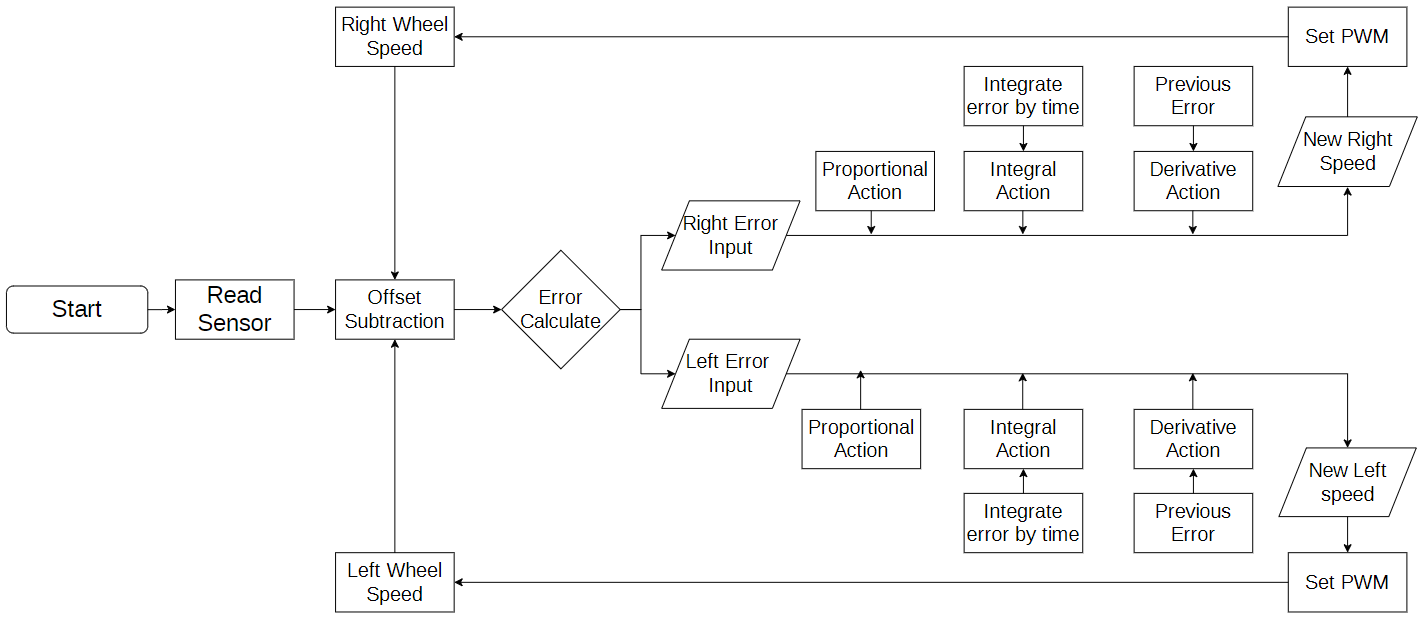 Right Wheel
Speed
Set PWM
Integrate
error by time
Previous
Error
New Right
Speed
Proportional
Action
Integral
Action
Derivative
Action
Right Error
Input
Start
Read
Sensor
Offset
Subtraction
Error
Calculate
Left Error
Input
Proportional
Action
Integral
Action
Derivative
Action
New Left
speed
Integrate
error by time
Previous
Error
Left Wheel
Speed
Set PWM